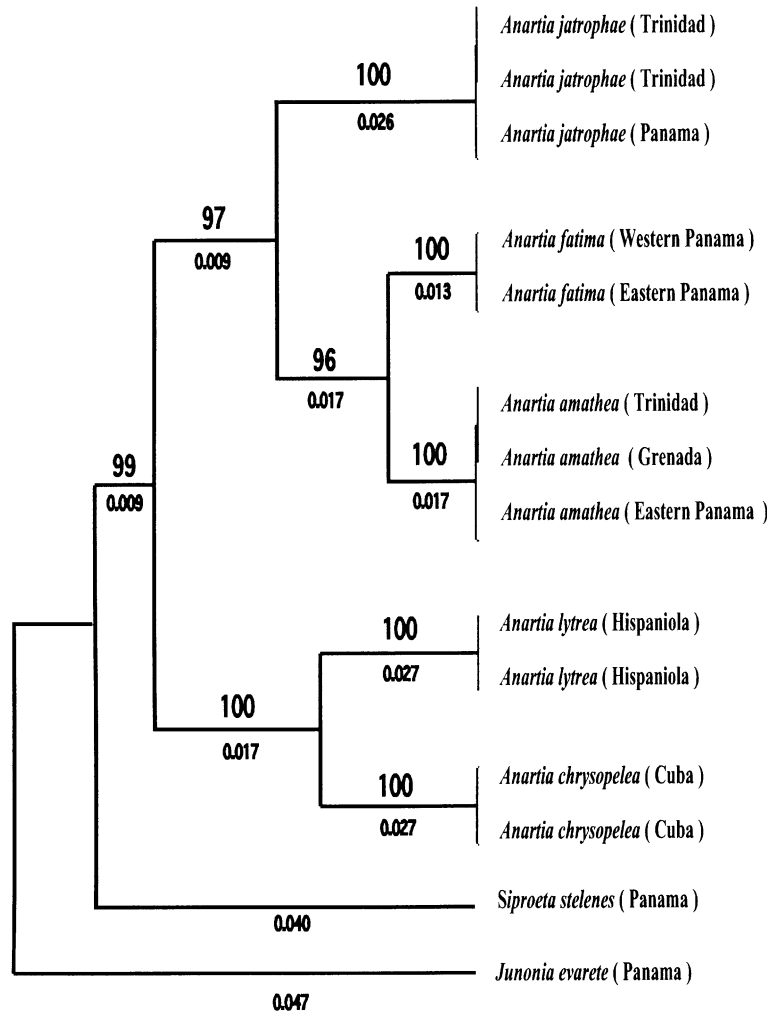 Anartia jatrophae ( Trinidad )
100
Anartia jatrophae ( Trinidad )
0.026
Anartia jatrophae ( Panama )
97
0.009
Anartia fatima ( Western Panama )
100
0.013
Anartia fatima ( Eastern Panama )
96
0.017
Anartia amathea ( Trinidad )
100
Anartia amathea ( Grenada )
0.017
Anartia amathea ( Eastern Panama )
99
0.009
Anartia lytrea ( Hispaniola )
100
0.027
Anartia lytrea ( Hispaniola )
100
0.017
Anartia chrysopelea ( Cuba )
100
0.027
Anartia chrysopelea ( Cuba )
Siproeta stelenes ( Panama )
0.040
Junonia evarete ( Panama )
0.047